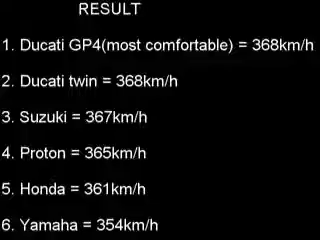 RESULT
1. Ducati GP4(most comfortable) = 368km/h
2. Ducati twin = 368km/h
3. Suzuki = 367km/h
4. Proton = 365km/h
5. Honda = 361km/h
6. Yamaha = 354km/h